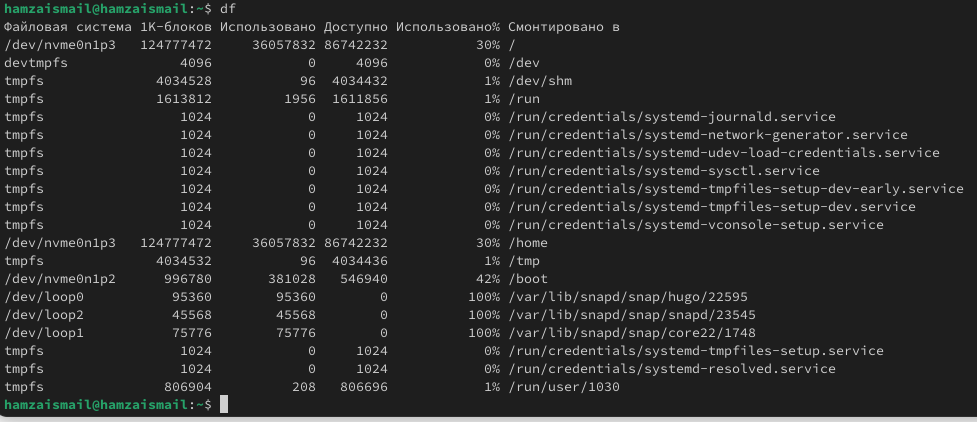 hamzaismail@hamzaismail:~$ df
Файловая система 1K-блоков Использовано Доступно Использовано% Смонтировано в
/dev/nvme0n1p3 124777472 36057832 86742232 30% /
devtmpfs 4096 0 4096 0% /dev
tmpfs 4034528 96 4034432 1% /dev/shm
tmpfs 1613812 1956 1611856 1% /run
tmpfs 1024 0 1024 0% /run/credentials/systemd-journald.service
tmpfs 1024 0 1024 0% /run/credentials/systemd-network-generator.service
tmpfs 1024 0 1024 0% /run/credentials/systemd-udev-load-credentials.service
tmpfs 1024 0 1024 0% /run/credentials/systemd-sysctl.service
tmpfs 1024 0 1024 0% /run/credentials/systemd-tmpfiles-setup-dev-early.service
tmpfs 1024 0 1024 0% /run/credentials/systemd-tmpfiles-setup-dev.service
tmpfs 1024 0 1024 0% /run/credentials/systemd-vconsole-setup.service
/dev/nvme0n1p3 124777472 36057832 86742232 30% /home
tmpfs 4034532 96 4034436 1% /tmp
/dev/nvme0n1p2 996780 381028 546940 42% /boot
/dev/loop0 95360 95360 0 100% /var/lib/snapd/snap/hugo/22595
/dev/loop2 45568 45568 0 100% /var/lib/snapd/snap/snapd/23545
/dev/loop1 75776 75776 0 100% /var/lib/snapd/snap/core22/1748
tmpfs 1024 0 1024 0% /run/credentials/systemd-tmpfiles-setup.service
tmpfs 1024 0 1024 0% /run/credentials/systemd-resolved.service
tmpfs 806904 208 806696 1% /run/user/1030
hamzaismail@hamzaismail:~$